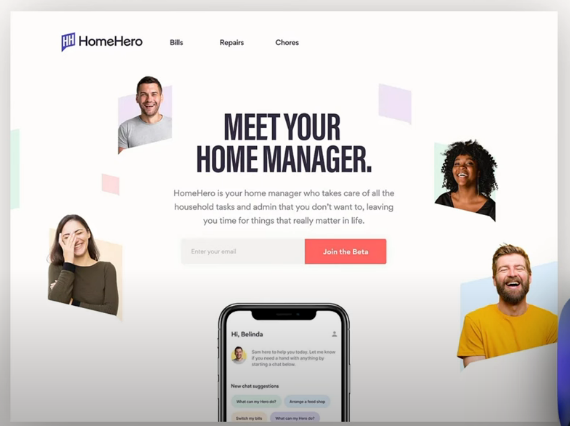 HH HomeHero Bills Repairs Chores
MEET YOUR
HOME MANAGER.
HomeHero is your home manager who takes care of all the
household tasks and admin that you don't want to, leaving
you time for things that really matter in life.
Enter your email Join the Beta
Hi, Belinda
Sam here to help you today. Let me know
if you need a hand with anything by
starting a chat below.
New chat suggestions
What can my Hero do? Arrange a food shop
Switch my bills What can my Hero do?